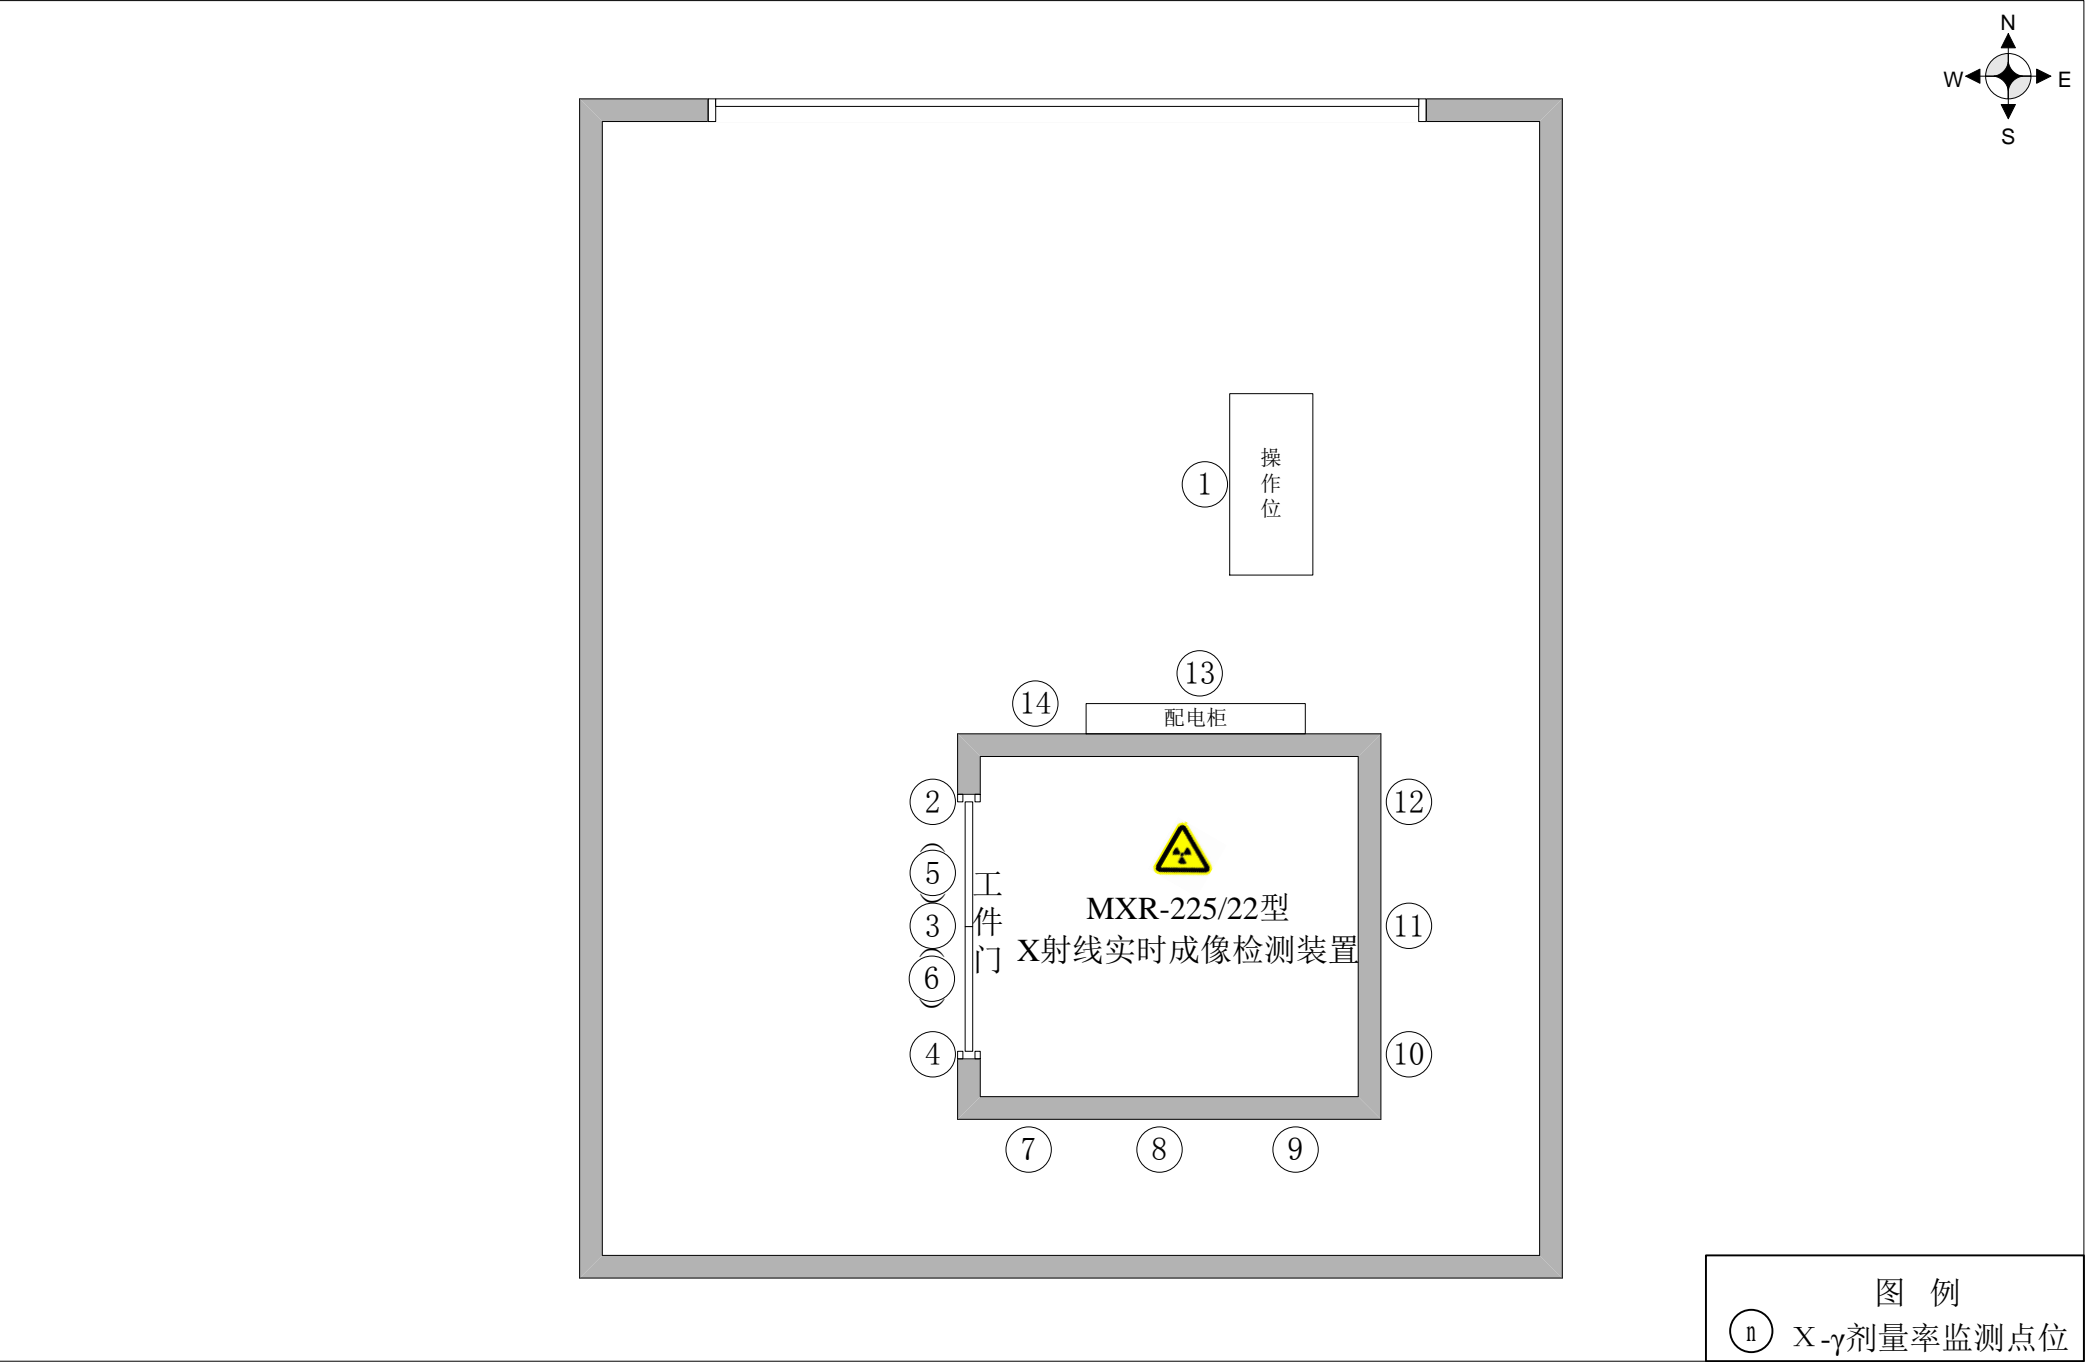 N
W E
S
操
作
位
①
⑬
⑭
配电柜
②
⑫
⑤
工
件
门
MXR-225/22型
③
⑪
X射线实时成像检测装置
⑥
④
⑩
⑦ ⑧ ⑨
图 例
n X-γ剂量率监测点位